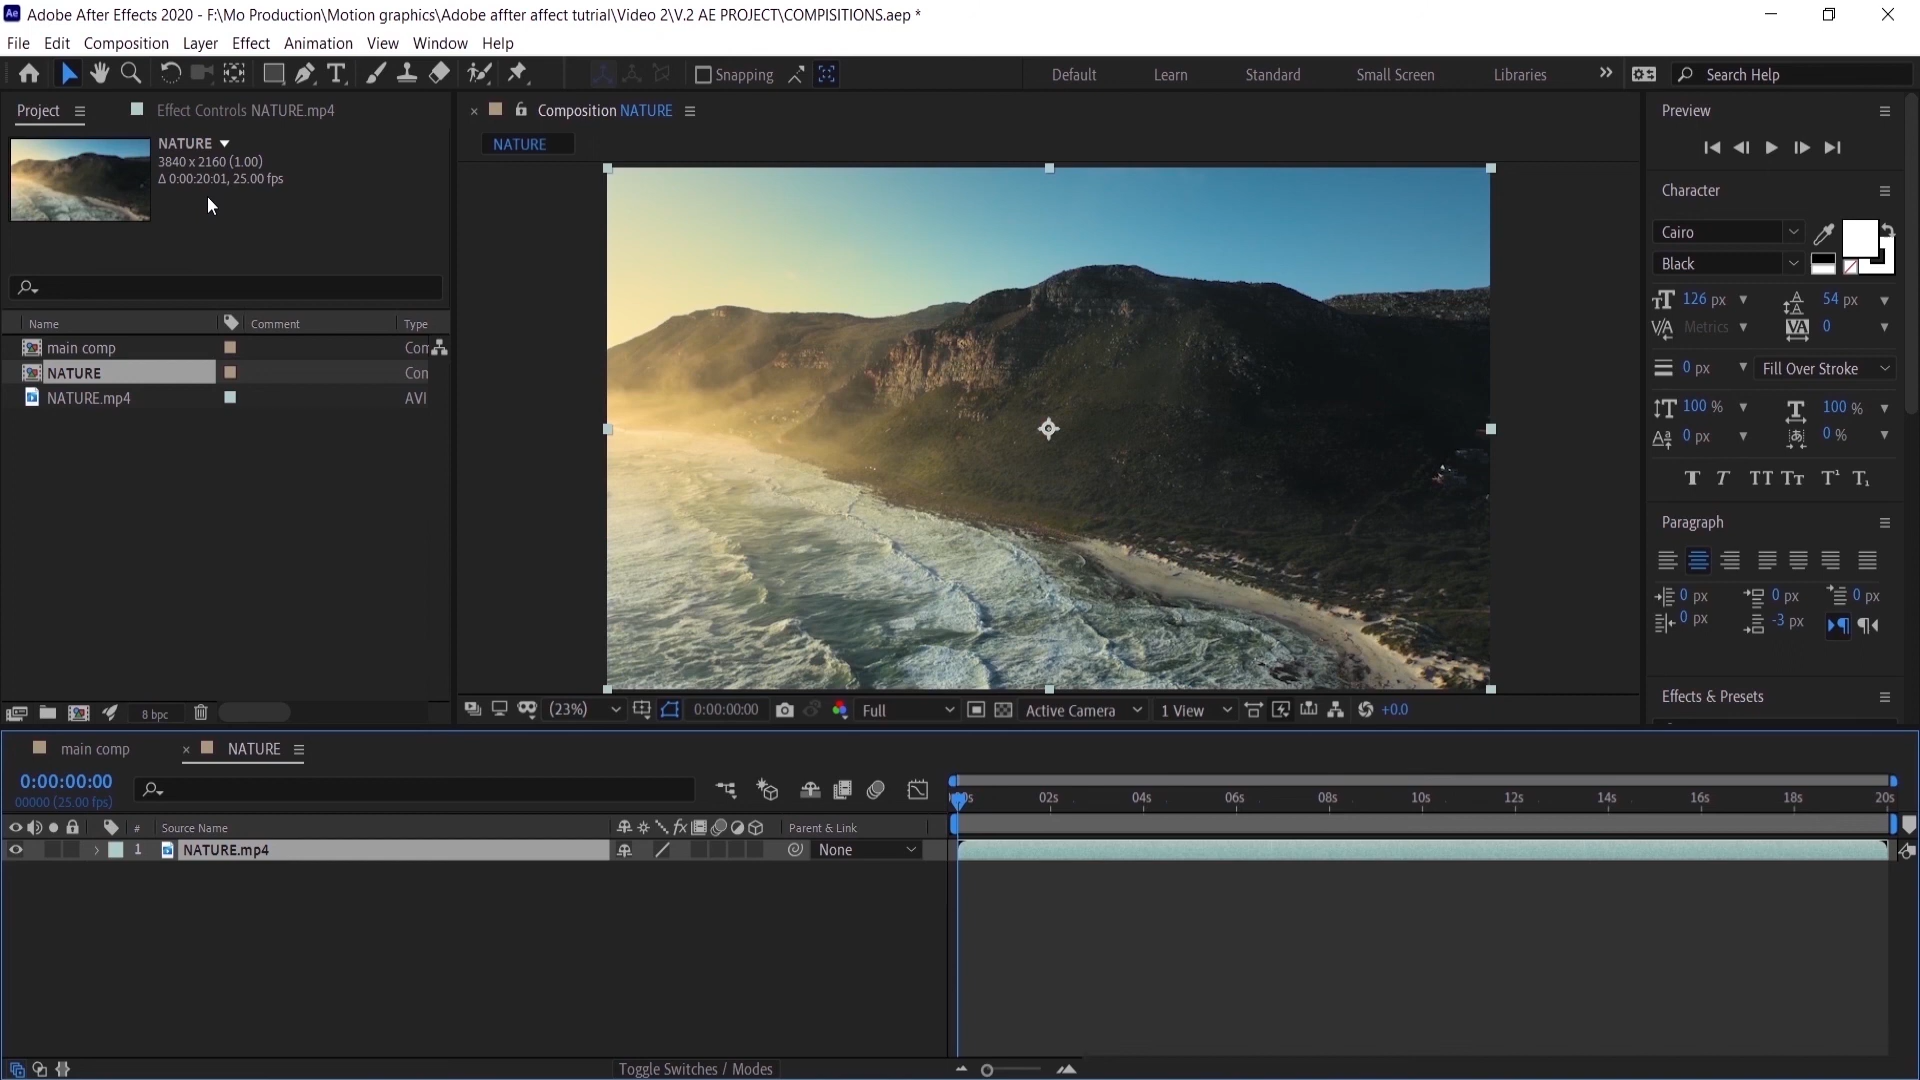 Adobe After Effects 2020 - F:\Mo Production\Motion graphics\Adobe affter affect tutrial\Video 2\V.2 AE PROJECT\COMPISITIONS.aep *
File Edit Composition Layer Effect Animation View Window Help
Snapping Default Learn Standard Small Screen Libraries Search Help
Project Effect Controls NATURE.mp4
NATURE
3840 x 2160 (1.00)
Δ 0:00:20:01, 25.00 fps
Name Comment Type
main comp Con
NATURE Con
NATURE.mp4 AVI
8 bpc
Composition NATURE
NATURE
(23%) 0:00:00:00 Full Active Camera 1 View +0.0
Preview
Character
Cairo
Black
126 px 54 px
Metrics 0
0 px Fill Over Stroke
100 % 100 %
0 px 0 %
Paragraph
0 px 0 px 0 px
0 px -3 px
Effects & Presets
main comp NATURE
0:00:00:00
00000 (25.00 fps)
02s 04s 06s 08s 10s 12s 14s 16s 18s 20s
# Source Name Parent & Link
1 NATURE.mp4 None
Toggle Switches / Modes